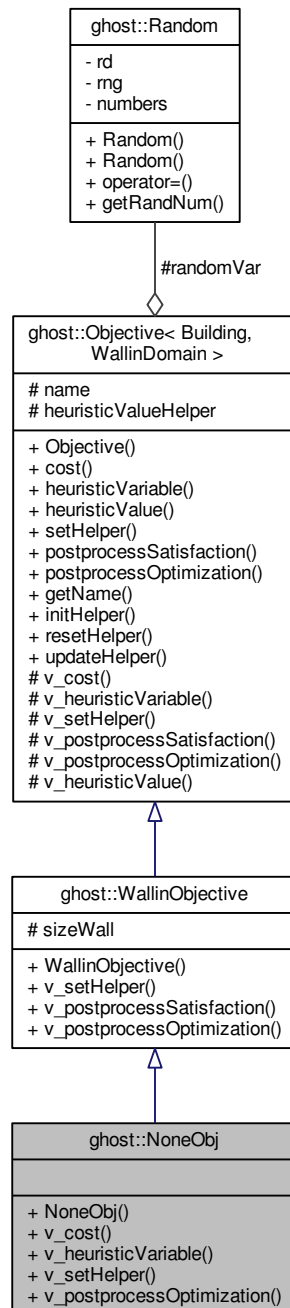 ghost::Random
- rd
- rng
- numbers
+ Random()
+ Random()
+ operator=()
+ getRandNum()
#randomVar
ghost::Objective< Building,
WallinDomain >
# name
# heuristicValueHelper
+ Objective()
+ cost()
+ heuristicVariable()
+ heuristicValue()
+ setHelper()
+ postprocessSatisfaction()
+ postprocessOptimization()
+ getName()
+ initHelper()
+ resetHelper()
+ updateHelper()
# v_cost()
# v_heuristicVariable()
# v_setHelper()
# v_postprocessSatisfaction()
# v_postprocessOptimization()
# v_heuristicValue()
ghost::WallinObjective
# sizeWall
+ WallinObjective()
+ v_setHelper()
+ v_postprocessSatisfaction()
+ v_postprocessOptimization()
ghost::NoneObj
+ NoneObj()
+ v_cost()
+ v_heuristicVariable()
+ v_setHelper()
+ v_postprocessOptimization()